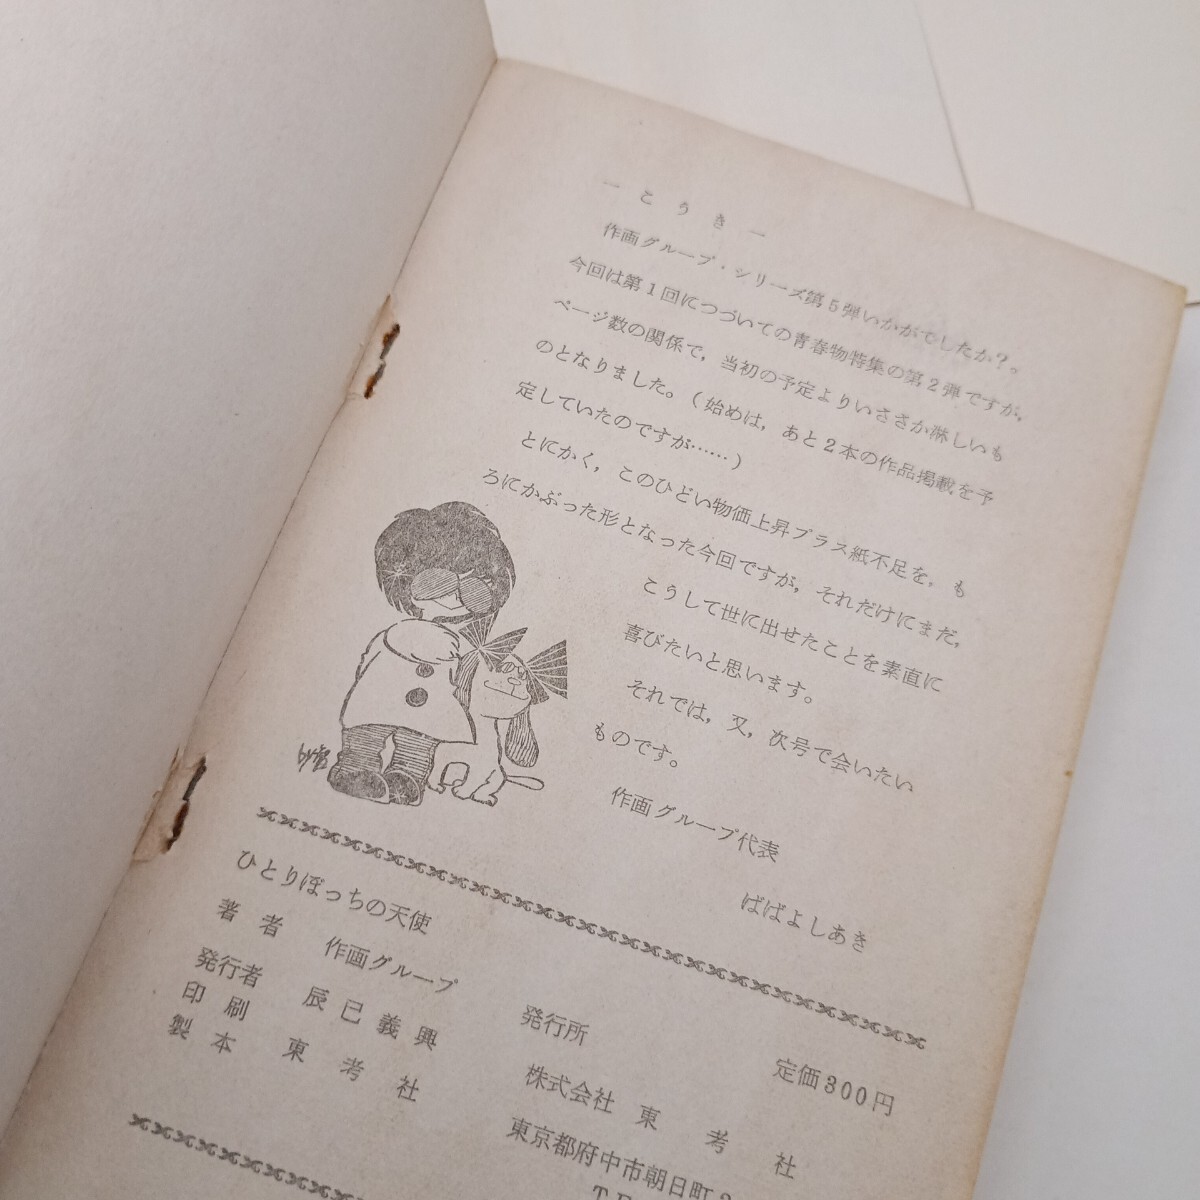 ーこうきー
作画グループ・シリーズ第5弾いかがでしたか?。
今回は第1回につづいての青春物特集の第2弾ですが,
ページ数の関係で,当初の予定よりいささか淋しいも
のとなりました。(始めは,あと2本の作品掲載を予
定していたのですが……)
とにかく,このひどい物価上昇プラス紙不足を,も
ろにかぶった形となった今回ですが,それだけにまだ,
こうして世に出せたことを素直に
喜びたいと思います。
それでは,又,次号で会いたい
ものです。
作画グループ代表
ばばよしあき
ひとりぼっちの天使
著者 作画グループ
発行者 辰巳義興
印刷
製本 東考社
発行所 定価300円
株式会社 東考社
東京都府中市朝日町